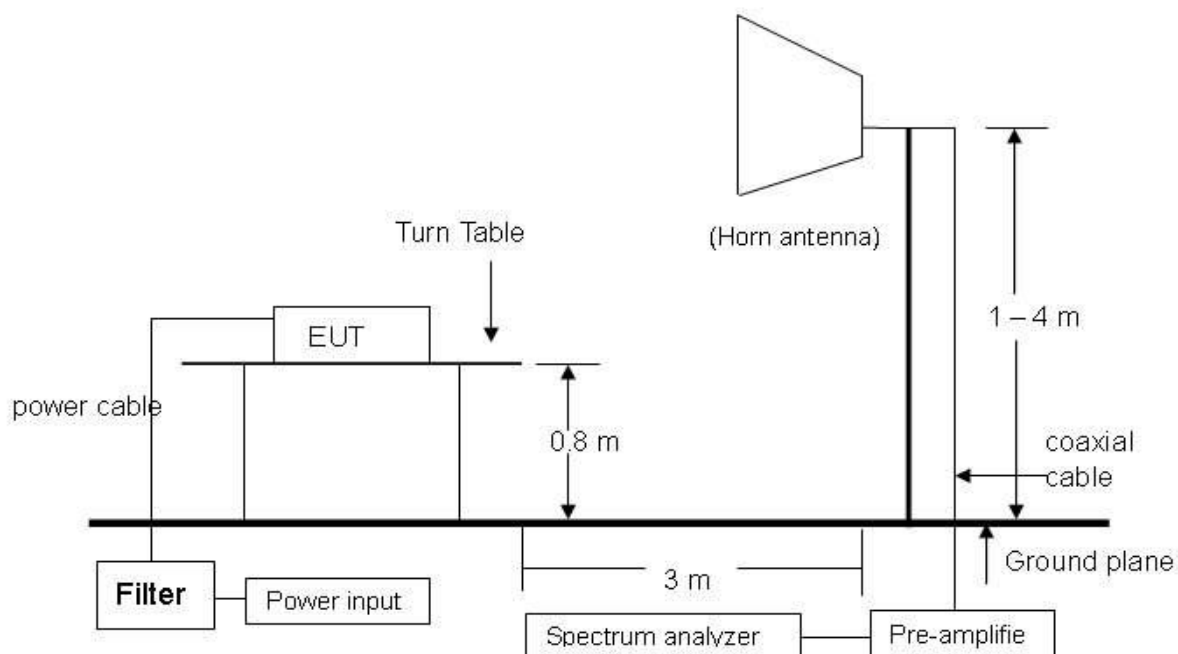 (Horn antenna)
Turn Table
1 – 4 m
EUT
power cable
0.8 m
coaxial
cable
Ground plane
3 m
Filter
Power input
Spectrum analyzer
Pre-amplifie